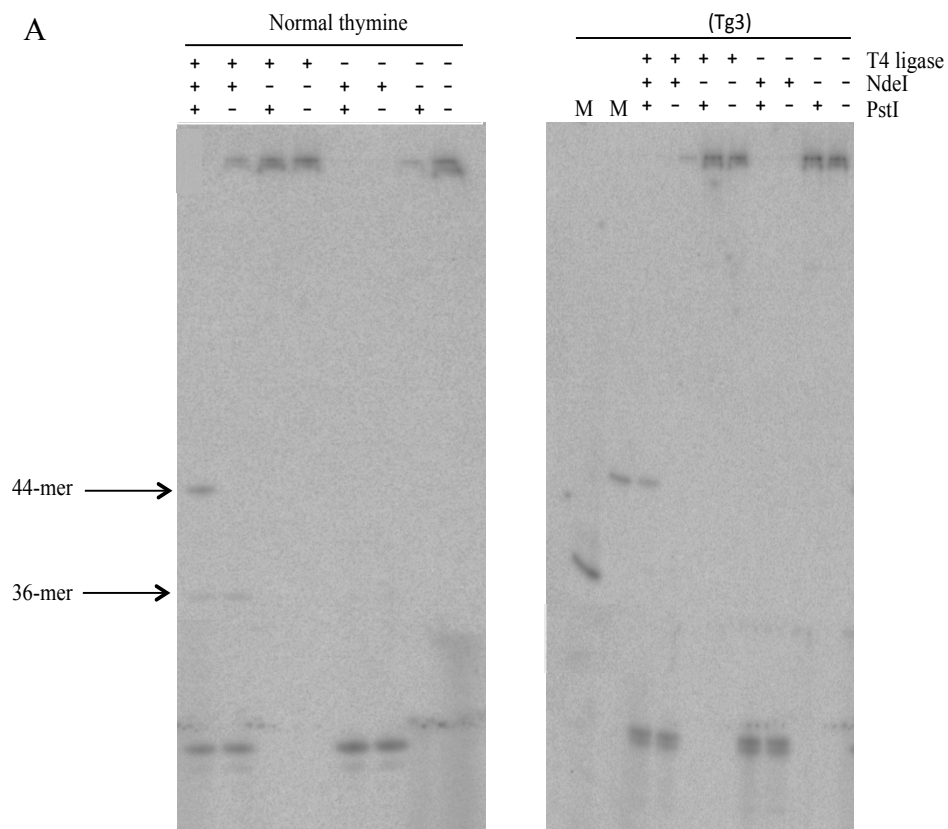 A
Normal thymine
(Tg3)
+ + + + – – – –
+ + – – + + – –
+ – + – + – + –
+ + + + – – – – T4 ligase
+ + – – + + – – NdeI
M M + – + – + – + – PstI
44-mer
36-mer